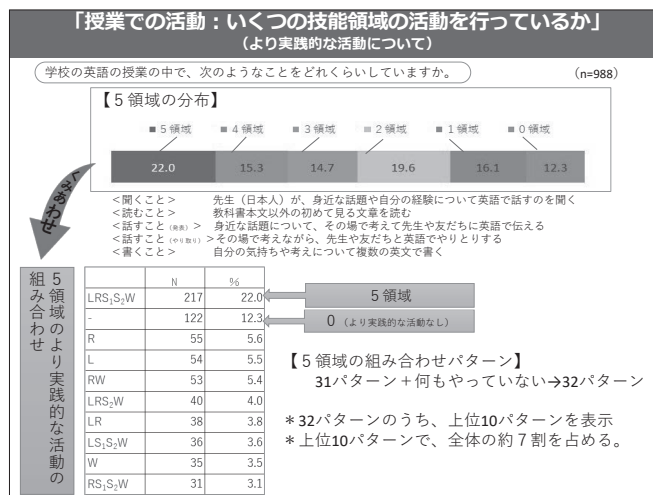 「授業での活動：いくつの技能領域の活動を行っているか」
（より実践的な活動について）
学校の英語の授業の中で、次のようなことをどれくらいしていますか。
（n=988）
【５領域の分布】
■５領域 ■４領域 ■３領域 ■２領域 ■１領域 ■０領域
22.0 15.3 14.7 19.6 16.1 12.3
くみあわせ
＜聞くこと＞ 先生（日本人）が、身近な話題や自分の経験について英語で話すのを聞く
＜読むこと＞ 教科書本文以外の初めて見る文章を読む
＜話すこと（発表）＞ 身近な話題について、その場で考えて先生や友だちに英語で伝える
＜話すこと（やり取り）＞その場で考えながら、先生や友だちと英語でやりとりする
＜書くこと＞ 自分の気持ちや考えについて複数の英文で書く
５領域のより実践的な活動の
組み合わせ
N %
LRS₁S₂W 217 22.0
- 122 12.3
R 55 5.6
L 54 5.5
RW 53 5.4
LRS₂W 40 4.0
LR 38 3.8
LS₁S₂W 36 3.6
W 35 3.5
RS₁S₂W 31 3.1
５領域
０（より実践的な活動なし）
【５領域の組み合わせパターン】
31パターン＋何もやっていない→32パターン
＊32パターンのうち、上位10パターンを表示
＊上位10パターンで、全体の約７割を占める。